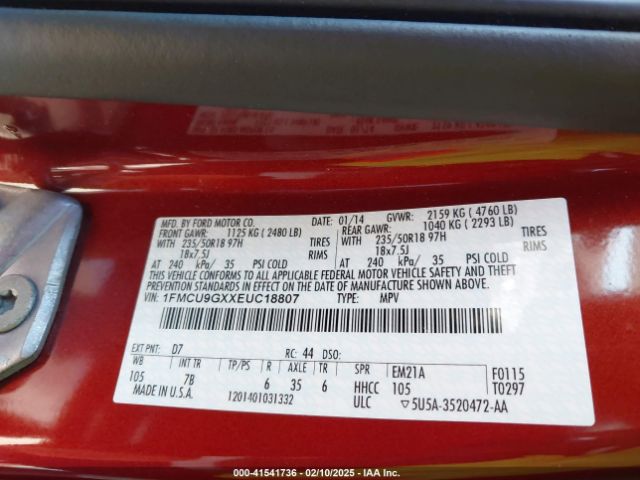 MFD. BY FORD MOTOR CO.
01/14 GVWR: 2159 KG ( 4760 LB)
FRONT GAWR: 1125 KG ( 2480 LB)
REAR GAWR: 1040 KG ( 2293 LB)
WITH 235/50R18 97H TIRES
18x7.5J RIMS
WITH 235/50R18 97H TIRES
18x7.5J RIMS
AT 240 kPa/ 35 PSI COLD
AT 240 kPa/ 35 PSI COLD
THIS VEHICLE CONFORMS TO ALL APPLICABLE FEDERAL MOTOR VEHICLE SAFETY AND THEFT
PREVENTION STANDARDS IN EFFECT ON THE DATE OF MANUFACTURE SHOWN ABOVE.
VIN: 1FMCU9GXXEUC18807 TYPE: MPV
EXT PNT: D7 RC: 44 DSO:
WB INT TR TP/PS R AXLE TR SPR EM21A F0115
105 7B 6 35 6 HHCC 105 T0297
MADE IN U.S.A. 1201401031332 ULC ▽5U5A-3520472-AA
000-41541736 - 02/10/2025 - IAA Inc.